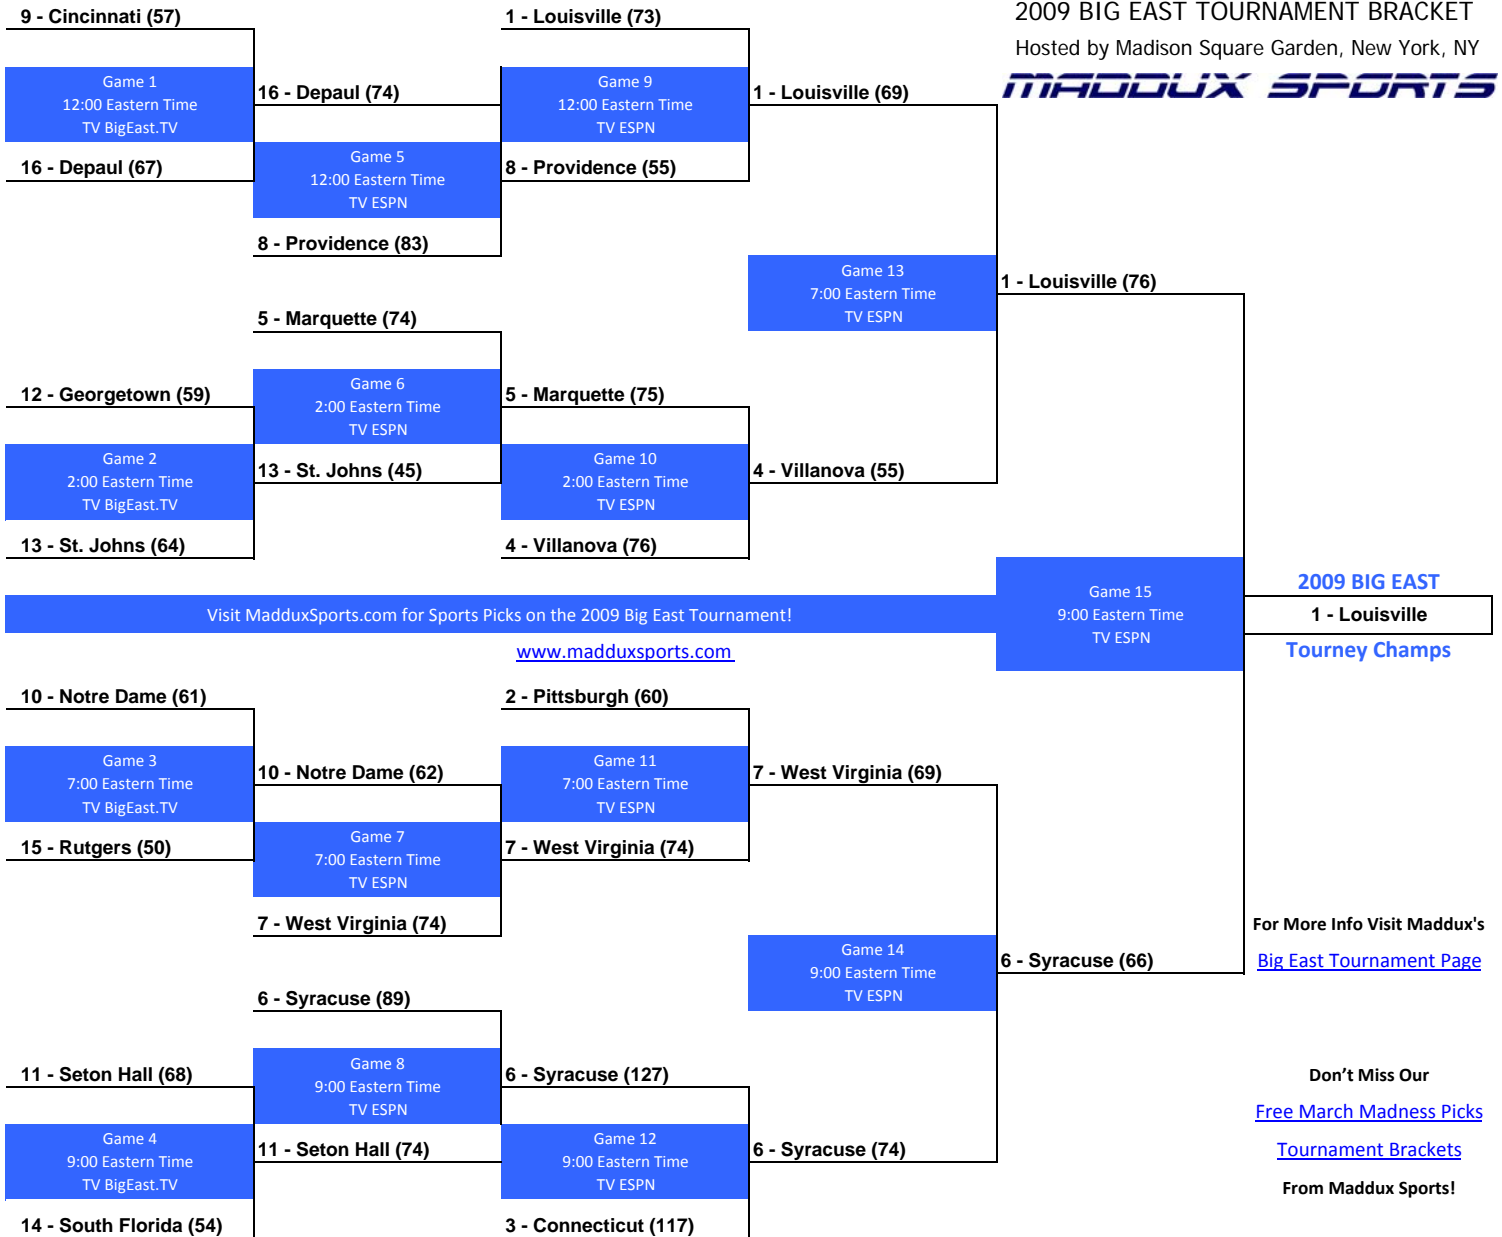 2009 BIG EAST TOURNAMENT BRACKET
Hosted by Madison Square Garden, New York, NY
MADDUX SPORTS
9 - Cincinnati (57)
Game 1
12:00 Eastern Time
TV BigEast.TV
16 - Depaul (67)
16 - Depaul (74)
Game 5
12:00 Eastern Time
TV ESPN
8 - Providence (83)
1 - Louisville (73)
Game 9
12:00 Eastern Time
TV ESPN
8 - Providence (55)
1 - Louisville (69)
5 - Marquette (74)
12 - Georgetown (59)
Game 2
2:00 Eastern Time
TV BigEast.TV
13 - St. Johns (64)
Game 6
2:00 Eastern Time
TV ESPN
13 - St. Johns (45)
5 - Marquette (75)
Game 10
2:00 Eastern Time
TV ESPN
4 - Villanova (76)
Game 13
7:00 Eastern Time
TV ESPN
4 - Villanova (55)
1 - Louisville (76)
Visit MadduxSports.com for Sports Picks on the 2009 Big East Tournament!
www.madduxsports.com
Game 15
9:00 Eastern Time
TV ESPN
2009 BIG EAST
1 - Louisville
Tourney Champs
10 - Notre Dame (61)
Game 3
7:00 Eastern Time
TV BigEast.TV
15 - Rutgers (50)
10 - Notre Dame (62)
Game 7
7:00 Eastern Time
TV ESPN
7 - West Virginia (74)
2 - Pittsburgh (60)
Game 11
7:00 Eastern Time
TV ESPN
7 - West Virginia (74)
7 - West Virginia (69)
6 - Syracuse (89)
11 - Seton Hall (68)
Game 4
9:00 Eastern Time
TV BigEast.TV
14 - South Florida (54)
Game 8
9:00 Eastern Time
TV ESPN
11 - Seton Hall (74)
6 - Syracuse (127)
Game 12
9:00 Eastern Time
TV ESPN
3 - Connecticut (117)
Game 14
9:00 Eastern Time
TV ESPN
6 - Syracuse (74)
6 - Syracuse (66)
For More Info Visit Maddux's
Big East Tournament Page
Don’t Miss Our
Free March Madness Picks
Tournament Brackets
From Maddux Sports!